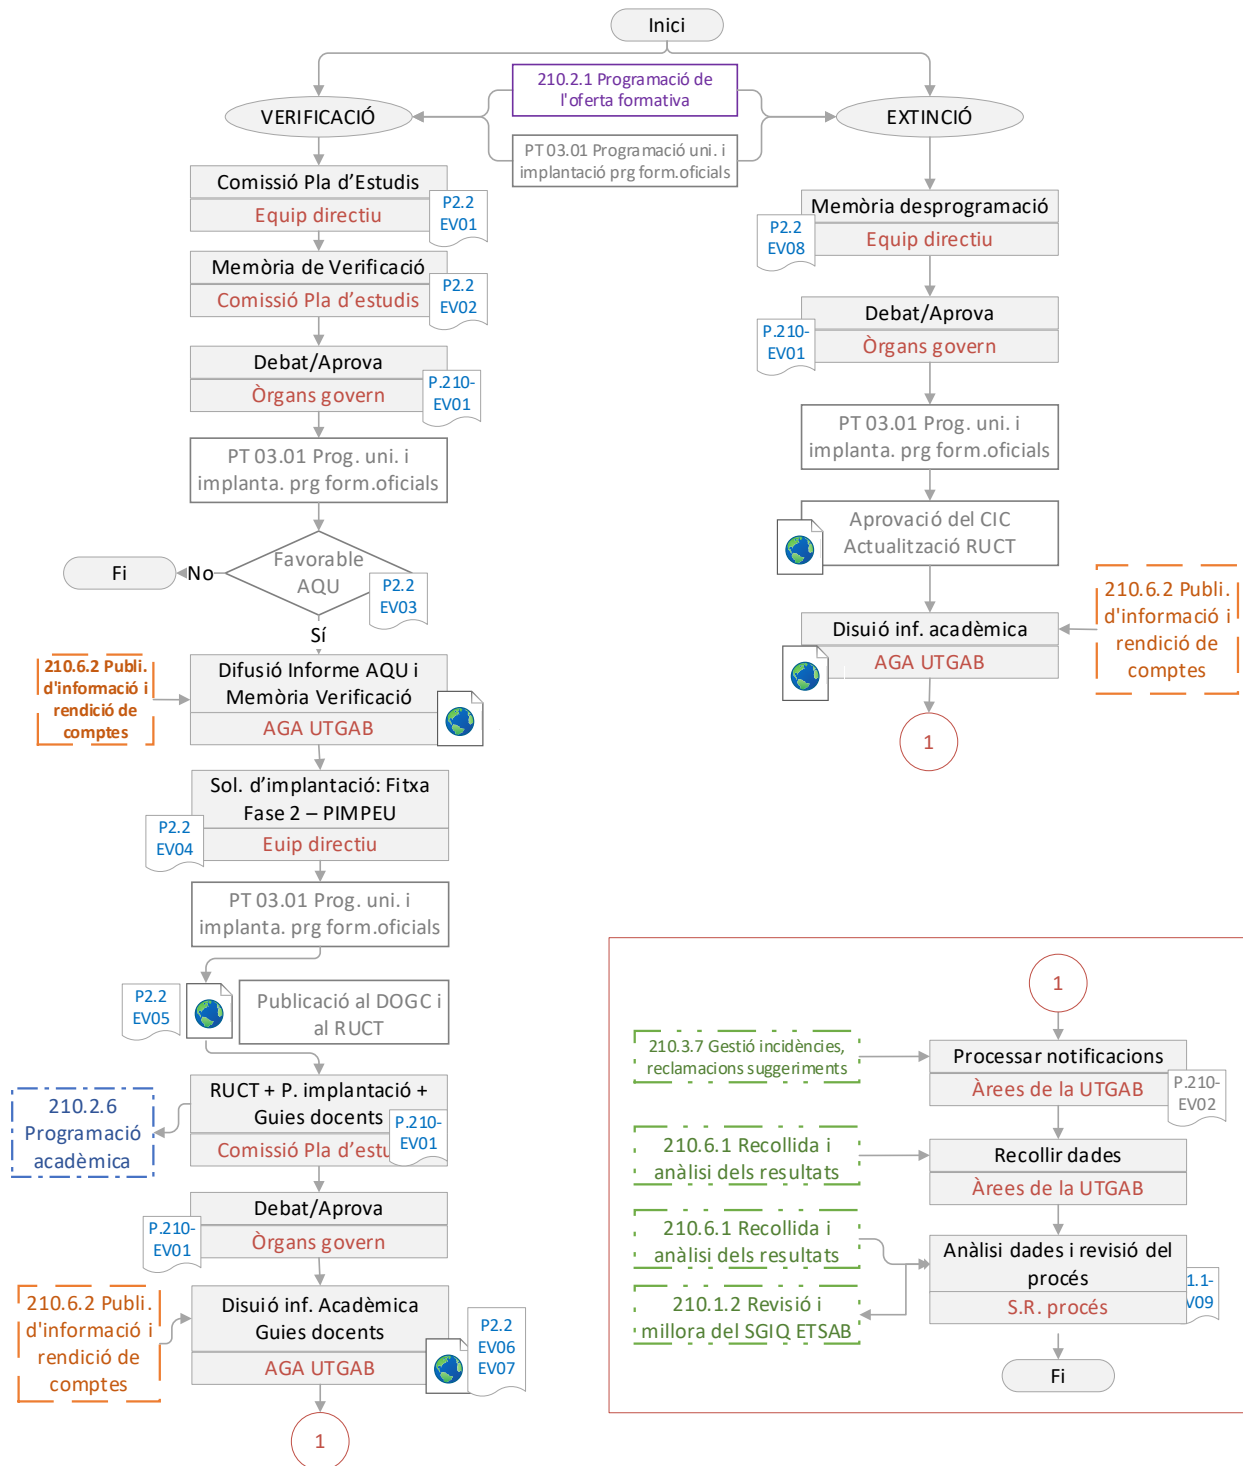 Inici
210.2.1 Programació de
l'oferta formativa
VERIFICACIÓ
EXTINCIÓ
PT 03.01 Programació uni. i
implantació prg form.oficials
Comissió Pla d'Estudis
Equip directiu
P2.2
EV01
Memòria de Verificació
Comissió Pla d'estudis
P2.2
EV02
Debat/Aprova
Òrgans govern
P.210-
EV01
PT 03.01 Prog. uni. i
implanta. prg form.oficials
Favorable
AQU
P2.2
EV03
No
Fi
Sí
210.6.2 Publi.
d'informació i
rendició de
comptes
Difusió Informe AQU i
Memòria Verificació
AGA UTGAB
Sol. d'implantació: Fitxa
Fase 2 – PIMPEU
Euip directiu
P2.2
EV04
PT 03.01 Prog. uni. i
implanta. prg form.oficials
P2.2
EV05
Publicació al DOGC i
al RUCT
210.2.6
Programació
acadèmica
RUCT + P. implantació +
Guies docents
Comissió Pla d'estu
P.210-
EV01
Debat/Aprova
Òrgans govern
P.210-
EV01
210.6.2 Publi.
d'informació i
rendició de
comptes
Disuió inf. Acadèmica
Guies docents
AGA UTGAB
P2.2
EV06
EV07
1
Memòria desprogramació
Equip directiu
P2.2
EV08
Debat/Aprova
Òrgans govern
P.210-
EV01
PT 03.01 Prog. uni. i
implanta. prg form.oficials
Aprovació del CIC
Actualització RUCT
Disuió inf. acadèmica
AGA UTGAB
210.6.2 Publi.
d'informació i
rendició de
comptes
1
1
210.3.7 Gestió incidències,
reclamacions suggeriments
Processar notificacions
Àrees de la UTGAB
P.210-
EV02
210.6.1 Recollida i
anàlisi dels resultats
Recollir dades
Àrees de la UTGAB
210.6.1 Recollida i
anàlisi dels resultats
Anàlisi dades i revisió del
procés
S.R. procés
1.1-
V09
210.1.2 Revisió i
millora del SGIQ ETSAB
Fi